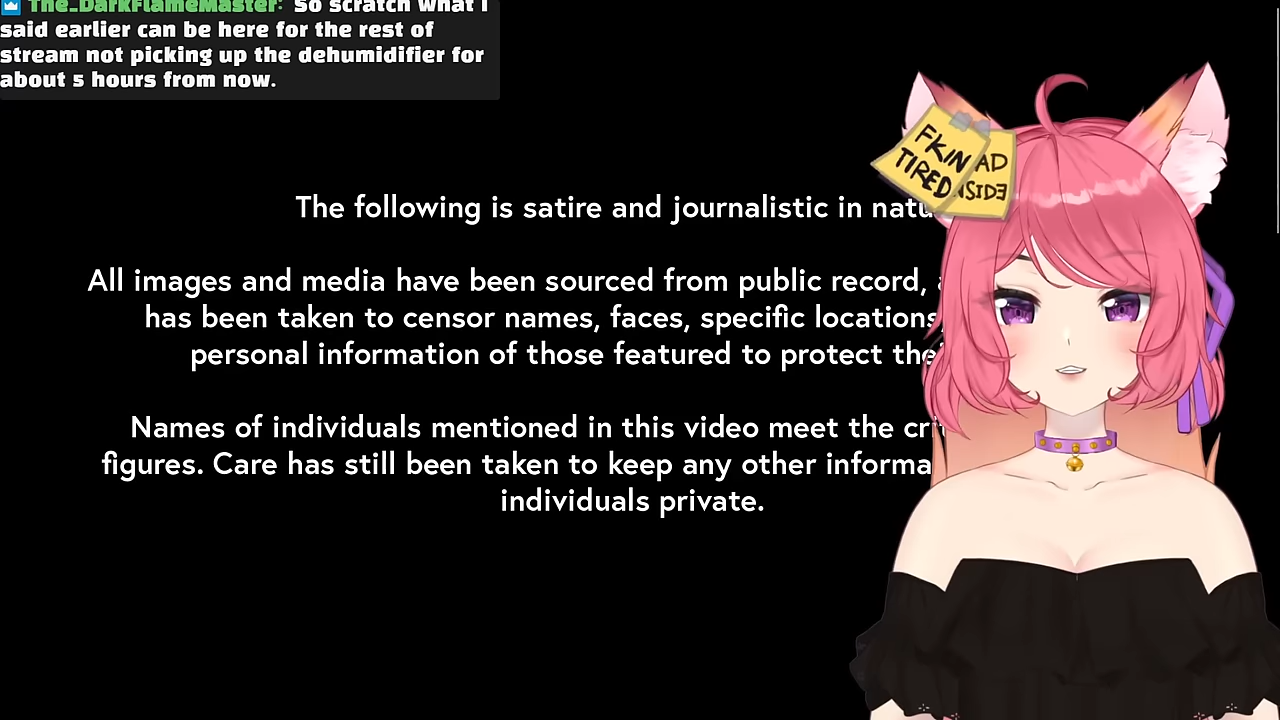 The_DarkFlameMaster: So scratch what I
said earlier can be here for the rest of
stream not picking up the dehumidifier for
about 5 hours from now.
FKIN AD
TIRED NSIDE
The following is satire and journalistic in natu
All images and media have been sourced from public record,
has been taken to censor names, faces, specific locations,
personal information of those featured to protect the
Names of individuals mentioned in this video meet the cri
figures. Care has still been taken to keep any other informa
individuals private.